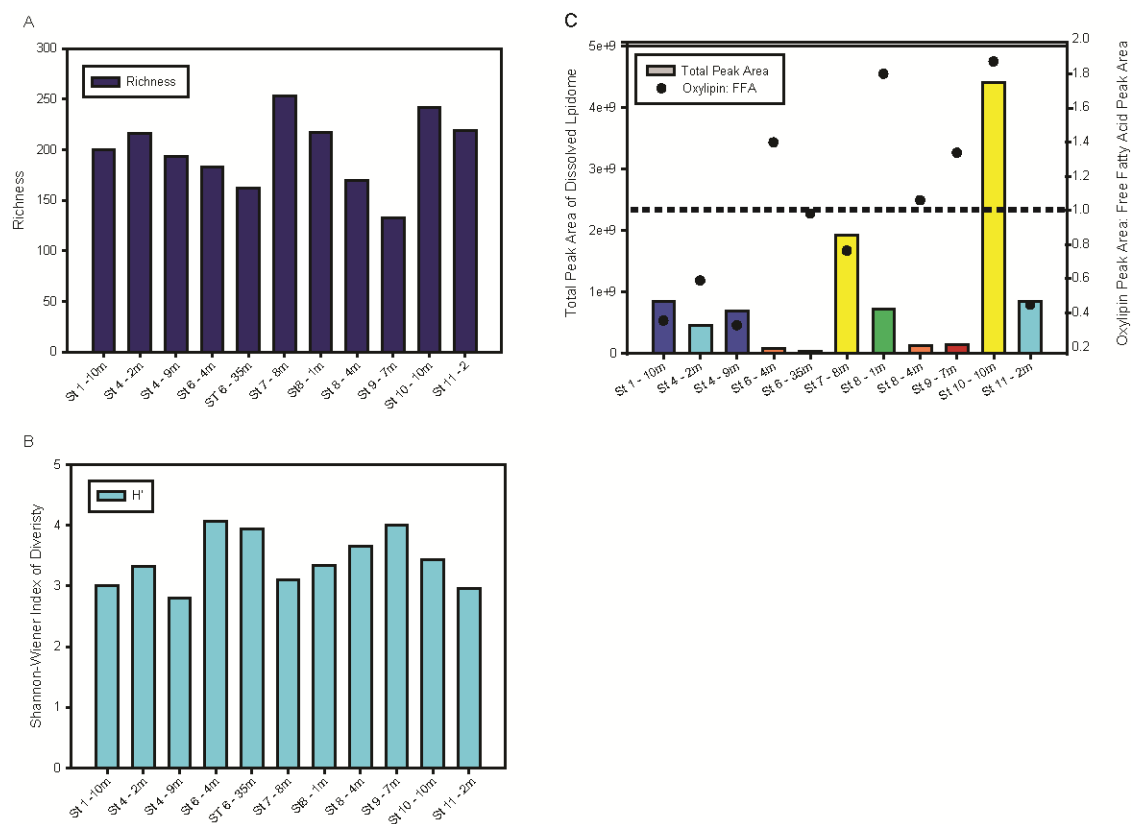 A
300
250
200
150
100
50
0
Richness
Richness
St 1 -10m
St 4 - 2m
St 4 - 9m
St 6 - 4m
ST 6 - 35m
St 7 - 8m
St8 - 1m
St 8 - 4m
St 9 - 7m
St 10 - 10m
St 11 - 2
B
5
4
3
2
1
0
Shannon-Wiener Index of Diveristy
H'
St 1 -10m
St 4 - 2m
St 4 - 9m
St 6 - 4m
ST 6 - 35m
St 7 - 8m
St8 - 1m
St 8 - 4m
St 9 - 7m
St 10 - 10m
St 11 - 2m
C
5e+9
4e+9
3e+9
2e+9
1e+9
0
Total Peak Area of Dissolved Lpidome
Total Peak Area
Oxylipin: FFA
2.0
1.8
1.6
1.4
1.2
1.0
0.8
0.6
0.4
0.2
Oxylipin Peak Area: Free Fatty Acid Peak Area
St 1 - 10m
St 4 - 2m
St 4 - 9m
St 6 - 4m
St 6 - 35m
St 7 - 8m
St 8 - 1m
St 8 - 4m
St 9 - 7m
St 10 - 10m
St 11 - 2m